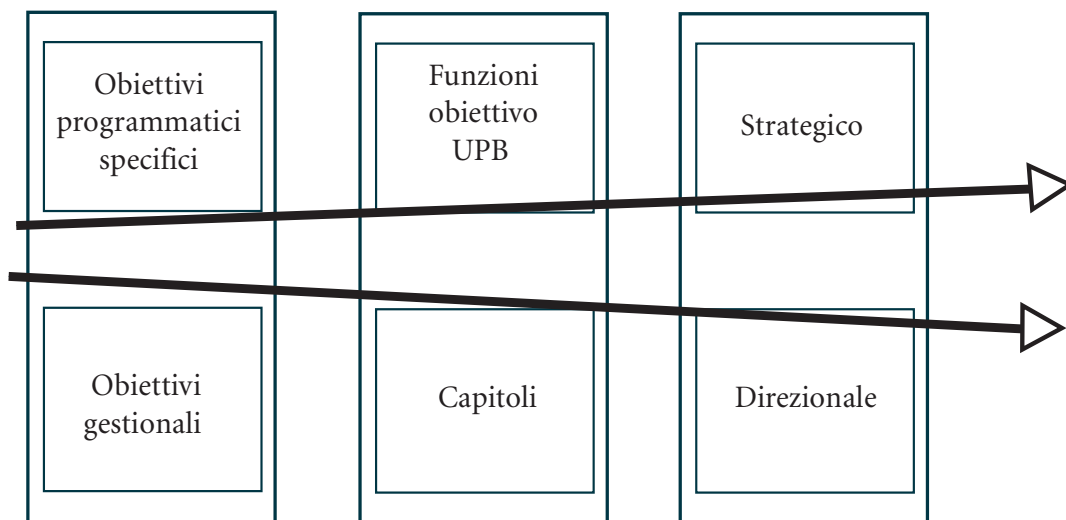 Obiettivi
programmatici
specifici
Funzioni
obiettivo
UPB
Strategico
Obiettivi
gestionali
Capitoli
Direzionale